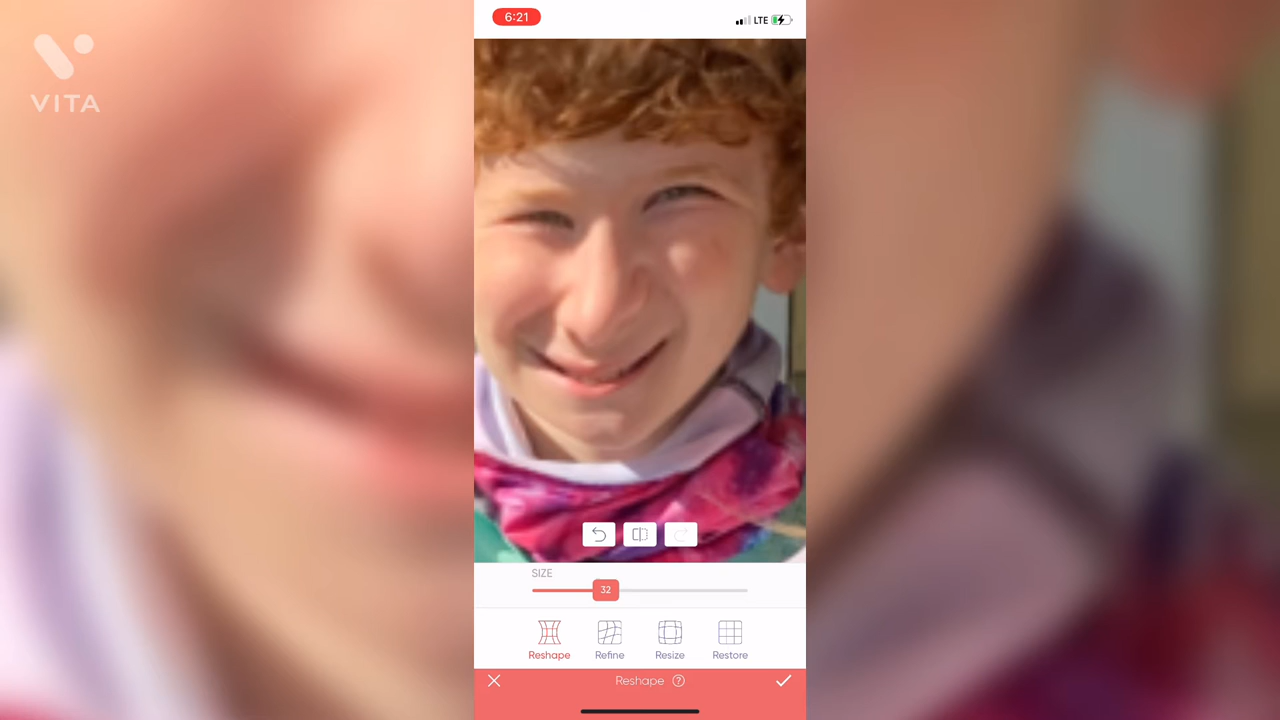 VITA
6:21
LTE
SIZE
32
Reshape
Refine
Resize
Restore
Reshape ?